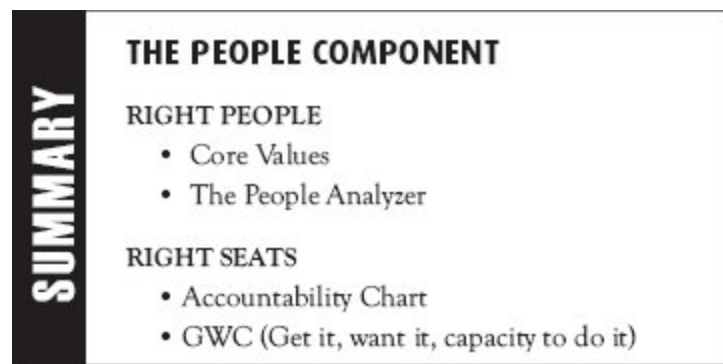 SUMMARY
THE PEOPLE COMPONENT
RIGHT PEOPLE
• Core Values
• The People Analyzer
RIGHT SEATS
• Accountability Chart
• GWC (Get it, want it, capacity to do it)